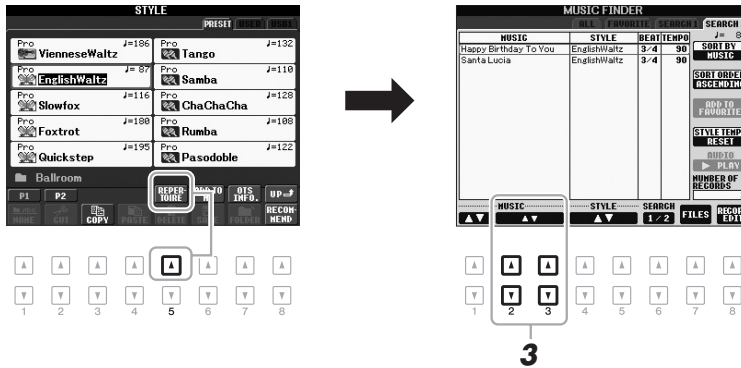 STYLE
PRESET USER USB1
Pro ♩=186 Pro ♩=132
VienneseWaltz Tango
Pro ♩= 87 Pro ♩=110
EnglishWaltz Samba
Pro ♩=116 Pro ♩=128
Slowfox ChaChaCha
Pro ♩=180 Pro ♩=108
Foxtrot Rumba
Pro ♩=195 Pro ♩=122
Quickstep Pasodoble
Ballroom
P1 P2 REPER-TOIRE TO OTS INFO. UP
NAME CUT COPY PASTE DELETE FOLDER RECOM-MEND
1 2 3 4 5 6 7 8
MUSIC FINDER
ALL FAVORITE SEARCH 1 SEARCH
MUSIC STYLE BEAT TEMPO
Happy Birthday To You EnglishWaltz 3/4 90
Santa Lucia EnglishWaltz 3/4 90
♩= 8
SORT BY
MUSIC
SORT ORDER
ASCENDING
ADD TO
FAVORITE
STYLE TEMP
RESET
AUDIO
PLAY
NUMBER OF
RECORDS
MUSIC STYLE SEARCH
1/2 FILES RECOR
EDIT
1 2 3 4 5 6 7 8
3